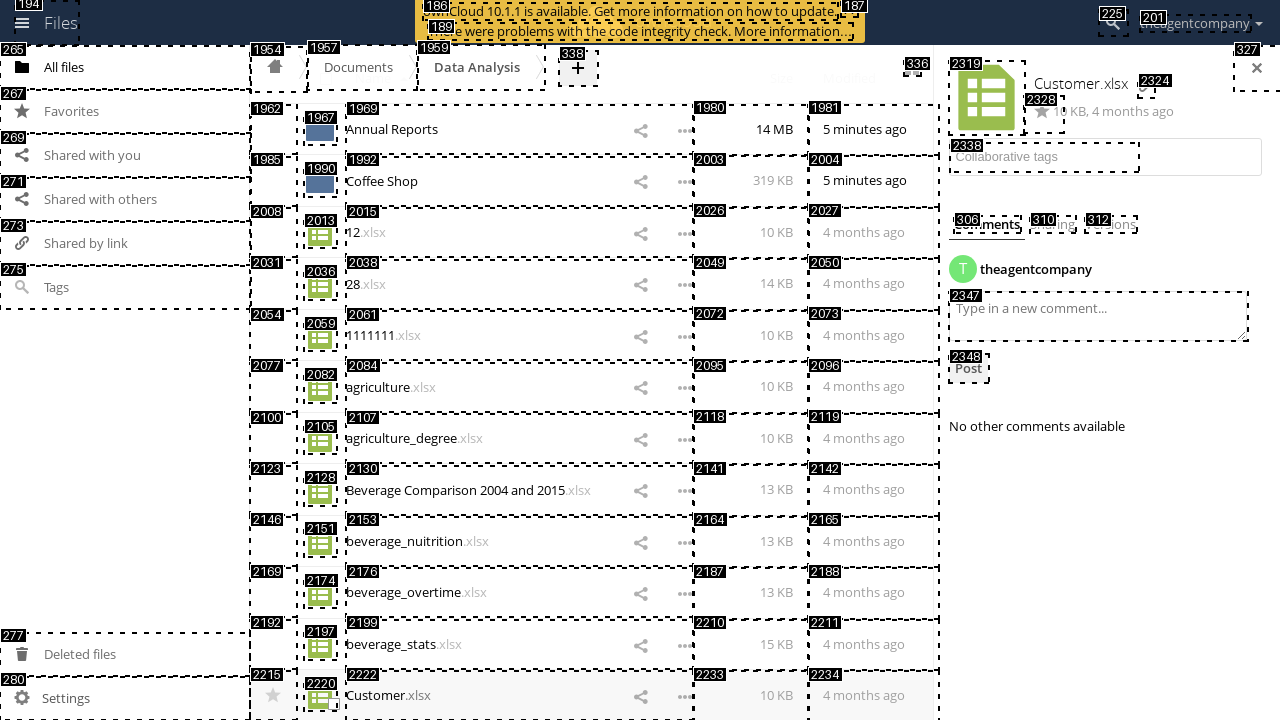 194
Files
186
ownCloud 10.1.1 is available. Get more information on how to update.
187
189
There were problems with the code integrity check. More information…
225
201
theagentcompany
265
All files
267
Favorites
269
Shared with you
271
Shared with others
273
Shared by link
275
Tags
277
Deleted files
280
Settings
1954
1957
Documents
1959
Data Analysis
338
+
336
1962
1967
1969
Annual Reports
1980
14 MB
1981
5 minutes ago
1985
1990
1992
Coffee Shop
2003
319 KB
2004
5 minutes ago
2008
2013
2015
12.xlsx
2026
10 KB
2027
4 months ago
2031
2036
2038
28.xlsx
2049
14 KB
2050
4 months ago
2054
2059
2061
1111111.xlsx
2072
10 KB
2073
4 months ago
2077
2082
2084
agriculture.xlsx
2095
10 KB
2096
4 months ago
2100
2105
2107
agriculture_degree.xlsx
2118
10 KB
2119
4 months ago
2123
2128
2130
Beverage Comparison 2004 and 2015.xlsx
2141
13 KB
2142
4 months ago
2146
2151
2153
beverage_nuitrition.xlsx
2164
13 KB
2165
4 months ago
2169
2174
2176
beverage_overtime.xlsx
2187
13 KB
2188
4 months ago
2192
2197
2199
beverage_stats.xlsx
2210
15 KB
2211
4 months ago
2215
2220
2222
Customer.xlsx
2233
10 KB
2234
4 months ago
327
2319
Customer.xlsx
2324
2328
10 KB, 4 months ago
2338
Collaborative tags
306
Comments
310
Sharing
312
Versions
T
theagentcompany
2347
Type in a new comment...
2348
Post
No other comments available